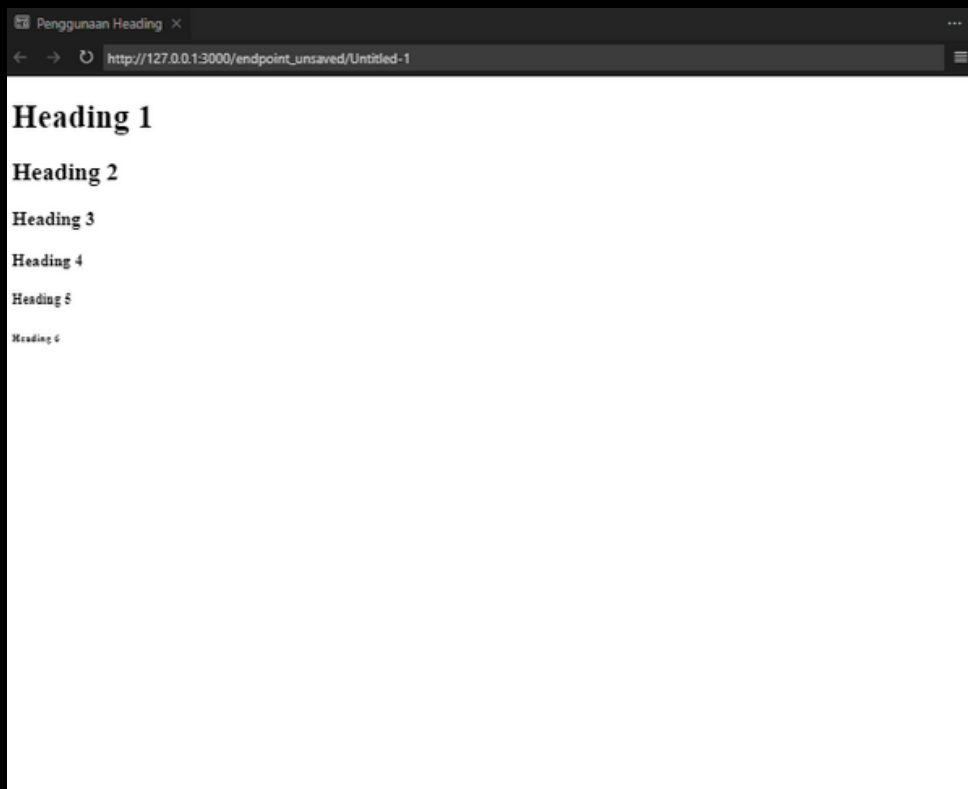 Penggunaan Heading
http://127.0.0.1:3000/endpoint_unsaved/Untitled-1
Heading 1
Heading 2
Heading 3
Heading 4
Heading 5
Heading 6